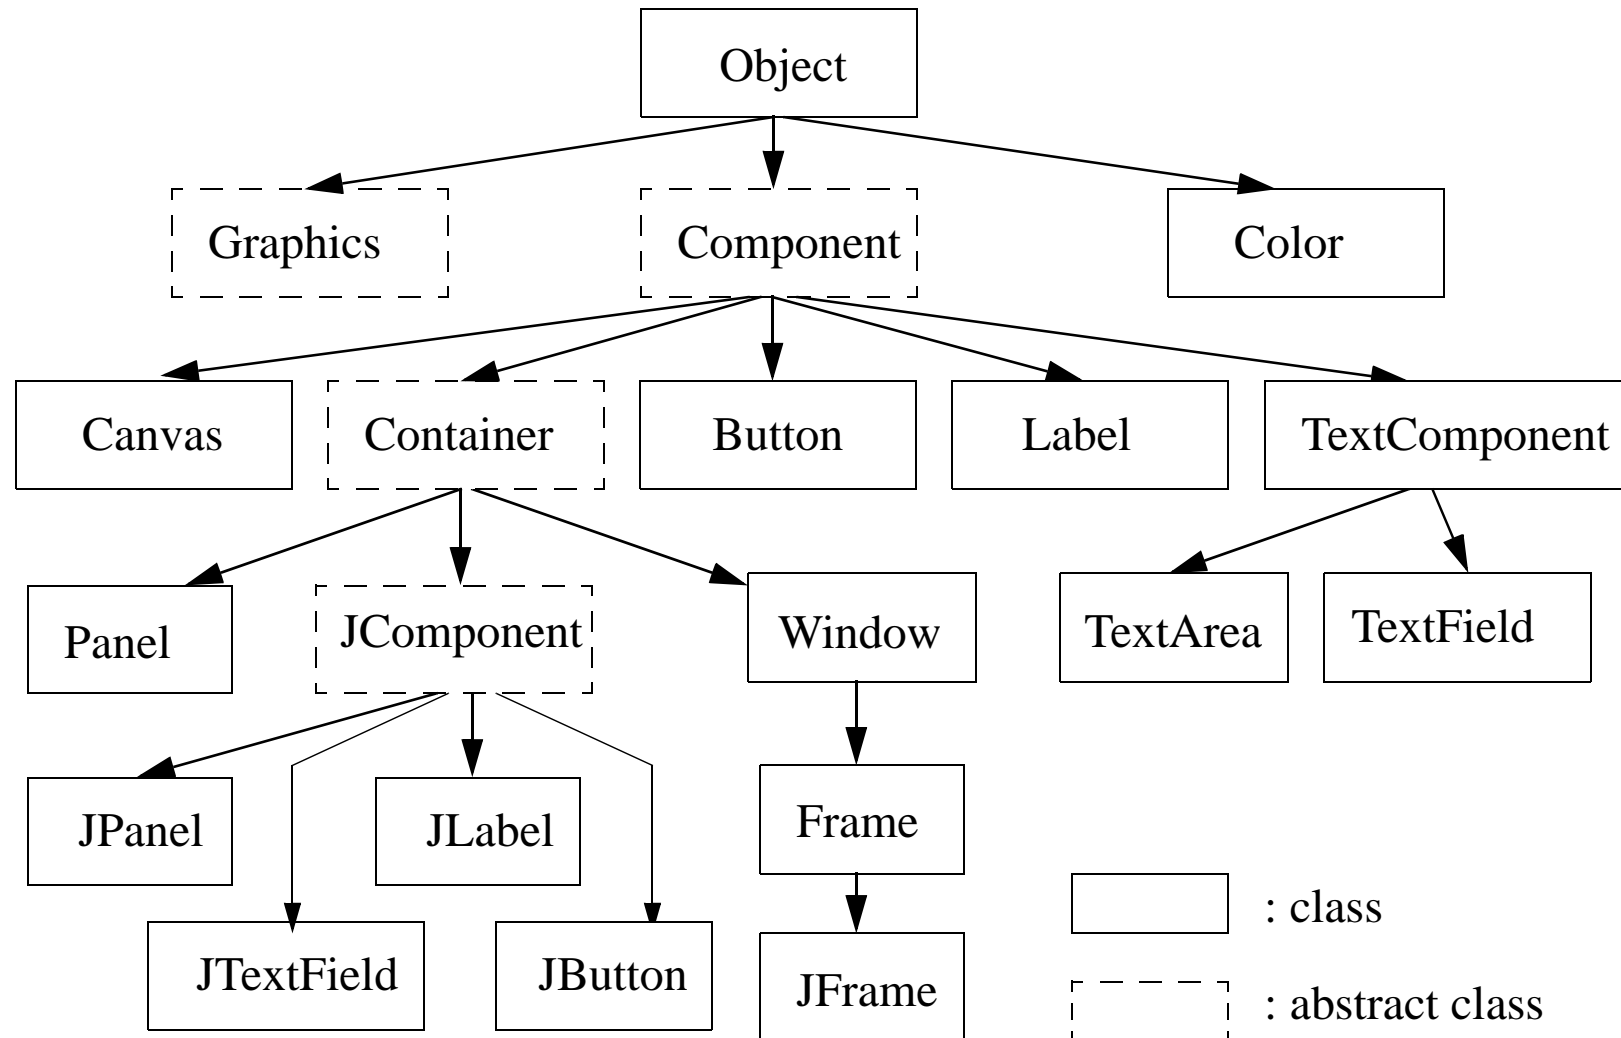 Object
Graphics
Component
Color
Canvas
Container
Button
Label
TextComponent
Panel
JComponent
Window
TextArea
TextField
JPanel
JLabel
Frame
: class
JTextField
JButton
JFrame
: abstract class